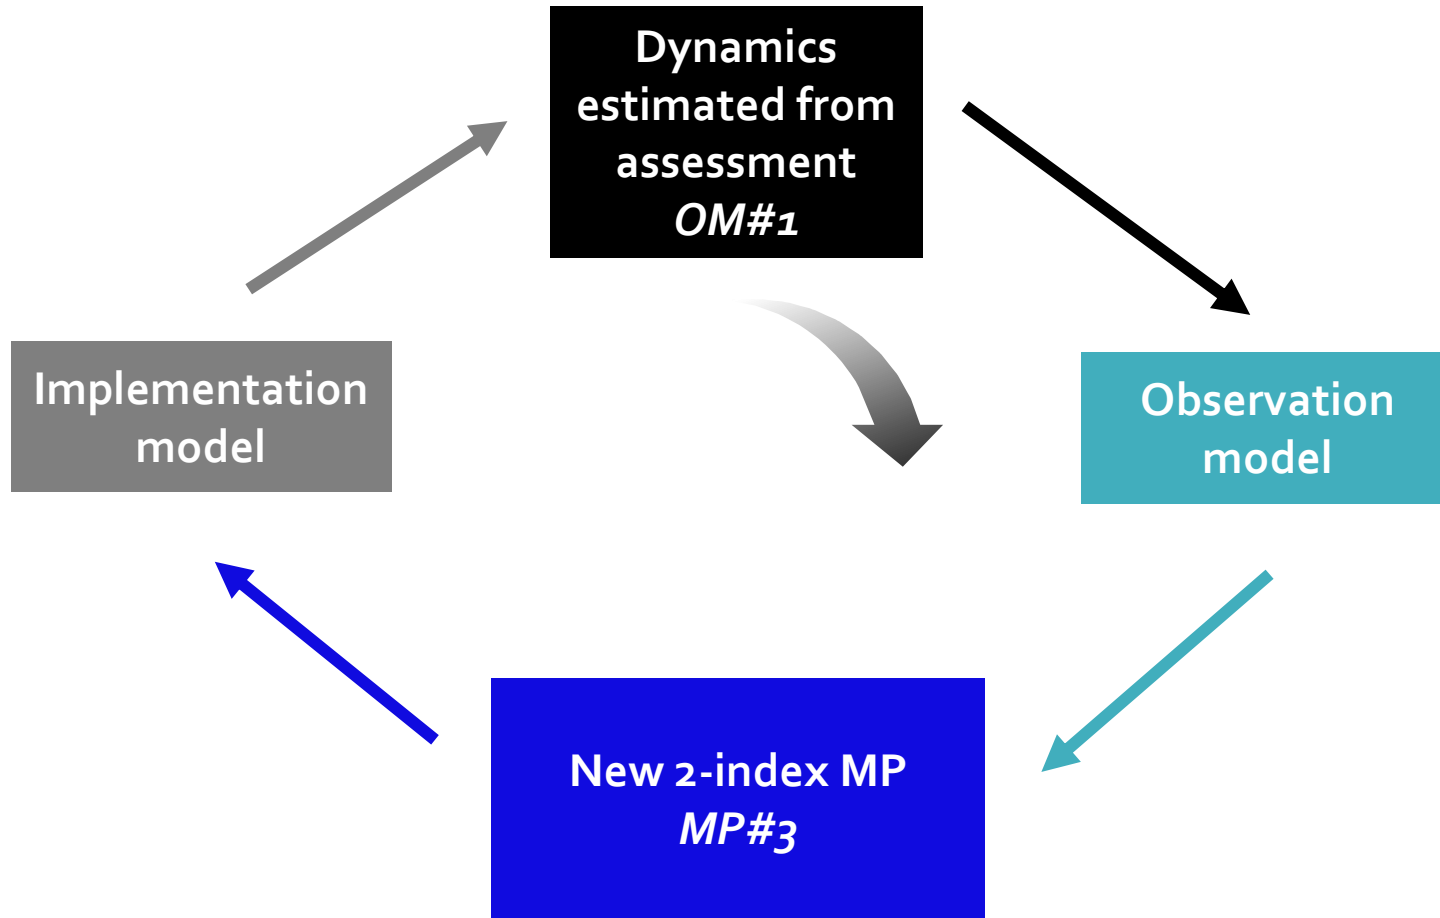 Dynamics
estimated from
assessment
OM#1
Implementation
model
Observation
model
New 2-index MP
MP#3